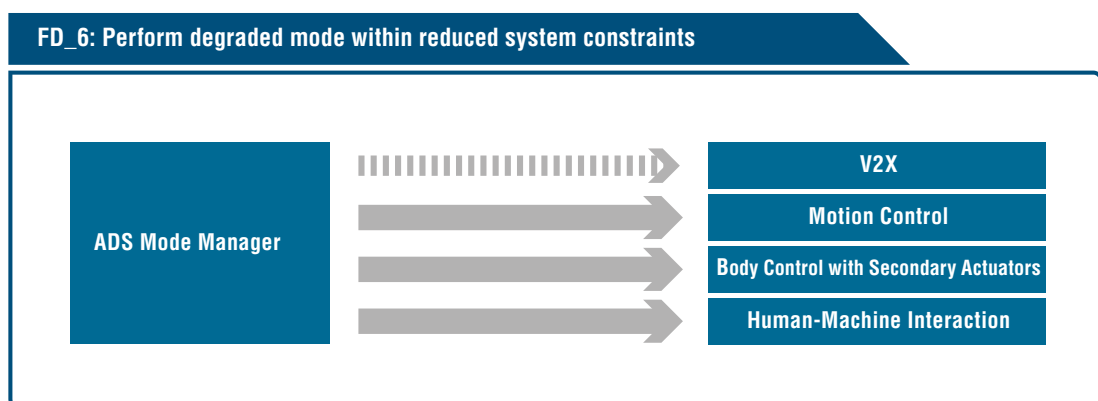 FD_6: Perform degraded mode within reduced system constraints
ADS Mode Manager
V2X
Motion Control
Body Control with Secondary Actuators
Human-Machine Interaction